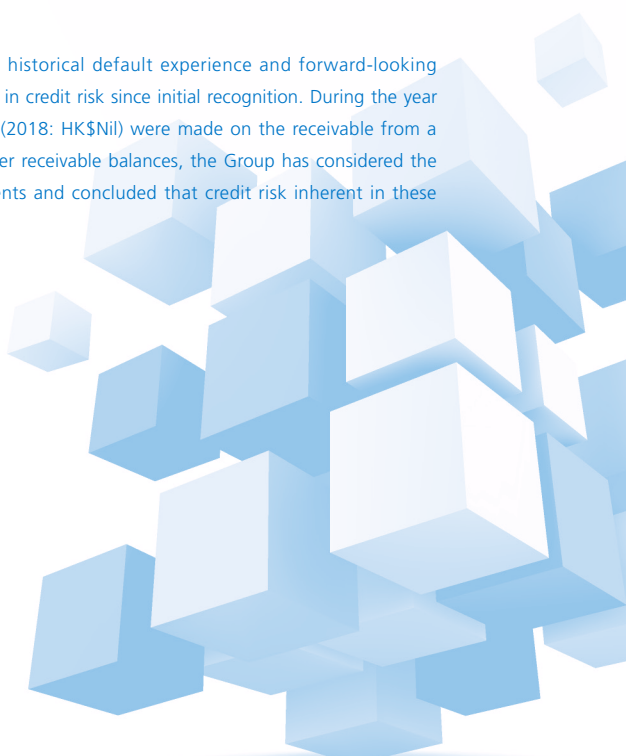 historical default experience and forward-looking
in credit risk since initial recognition. During the year
(2018: HK$Nil) were made on the receivable from a
er receivable balances, the Group has considered the
ents and concluded that credit risk inherent in these